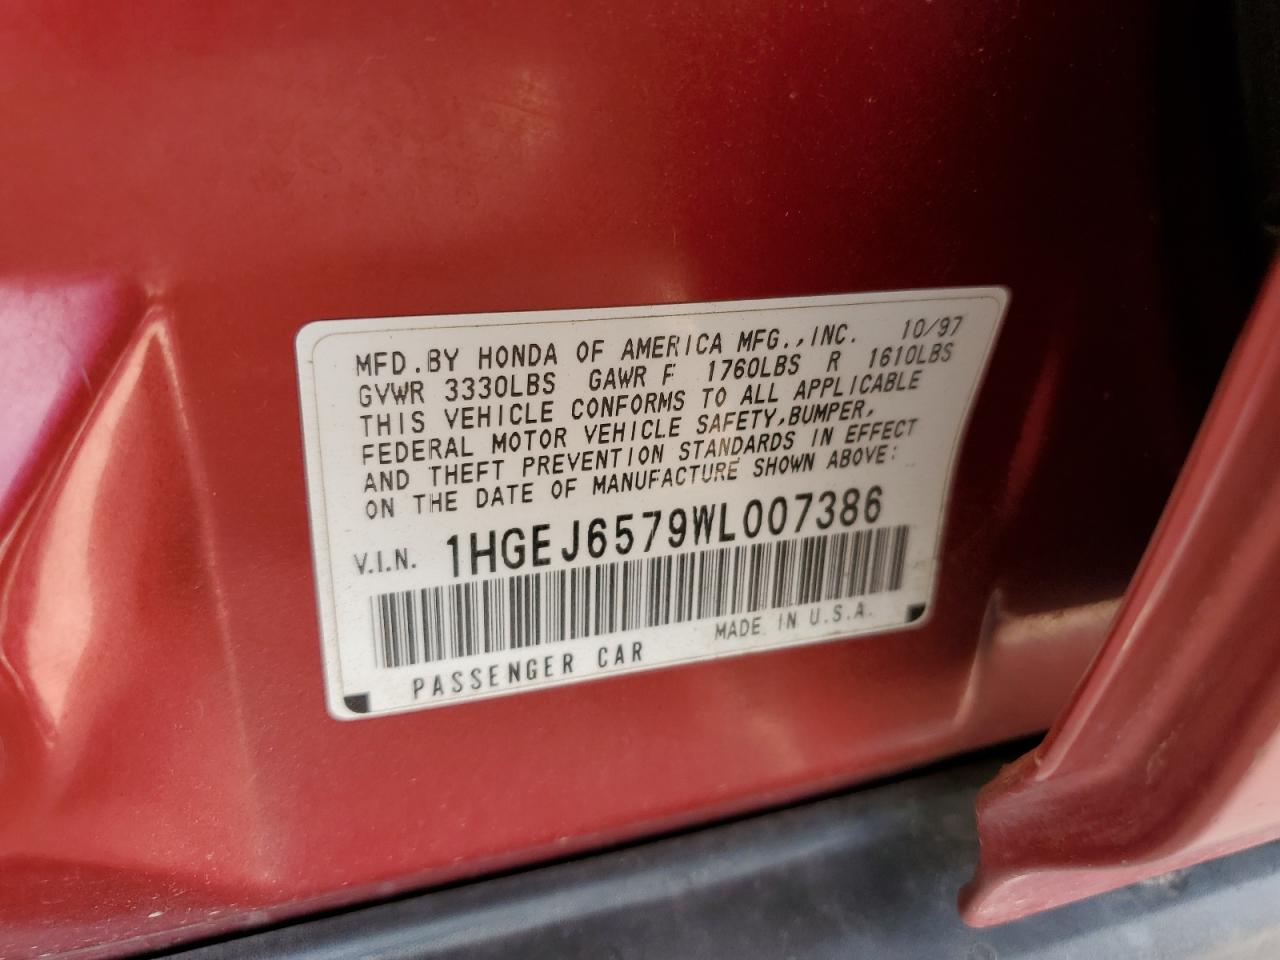 MFD.BY HONDA OF AMERICA MFG.,INC. 10/97
GVWR 3330LBS GAWR F 1760LBS R 1610LBS
THIS VEHICLE CONFORMS TO ALL APPLICABLE
FEDERAL MOTOR VEHICLE SAFETY,BUMPER,
AND THEFT PREVENTION STANDARDS IN EFFECT
ON THE DATE OF MANUFACTURE SHOWN ABOVE:
V.I.N. 1HGEJ6579WL007386
PASSENGER CAR MADE IN U.S.A.